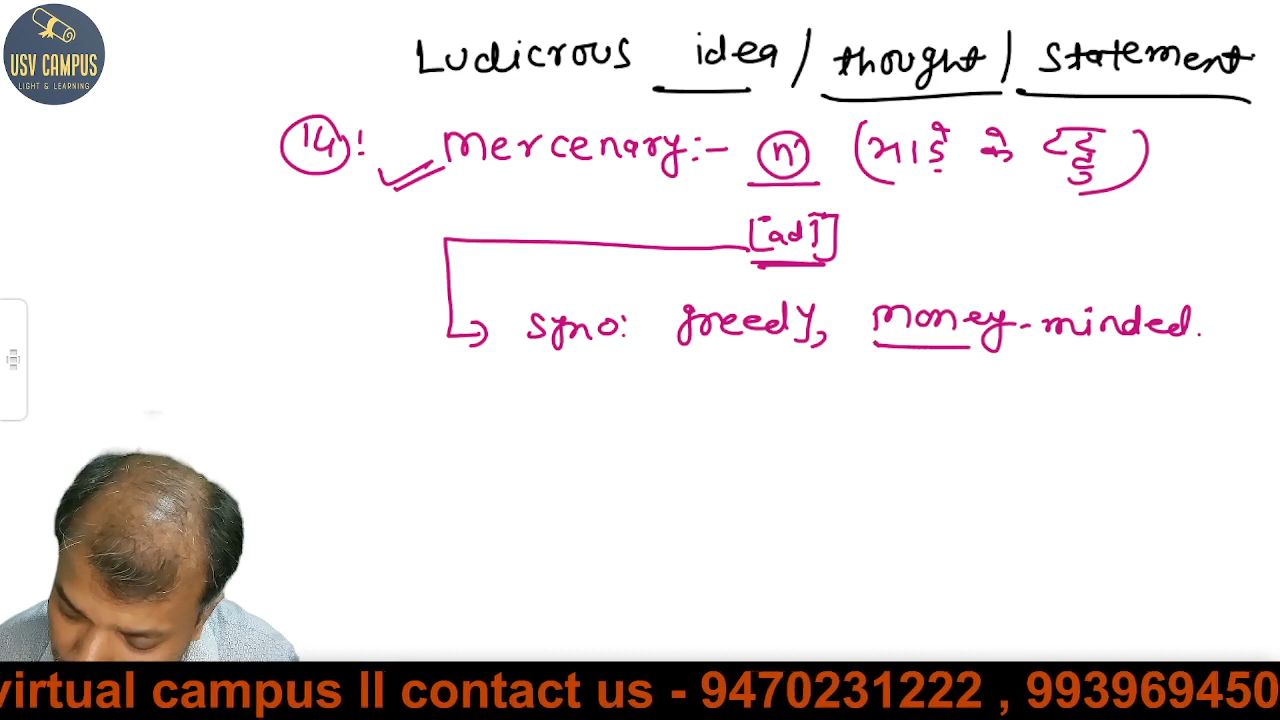 USV CAMPUS
LIGHT & LEARNING
Ludicrous idea / thought / statement
14! mercenary:- n (भाड़े के टट्टू)
[adj]
syno: greedy, money-minded.
virtual campus ll contact us - 9470231222 , 993969450